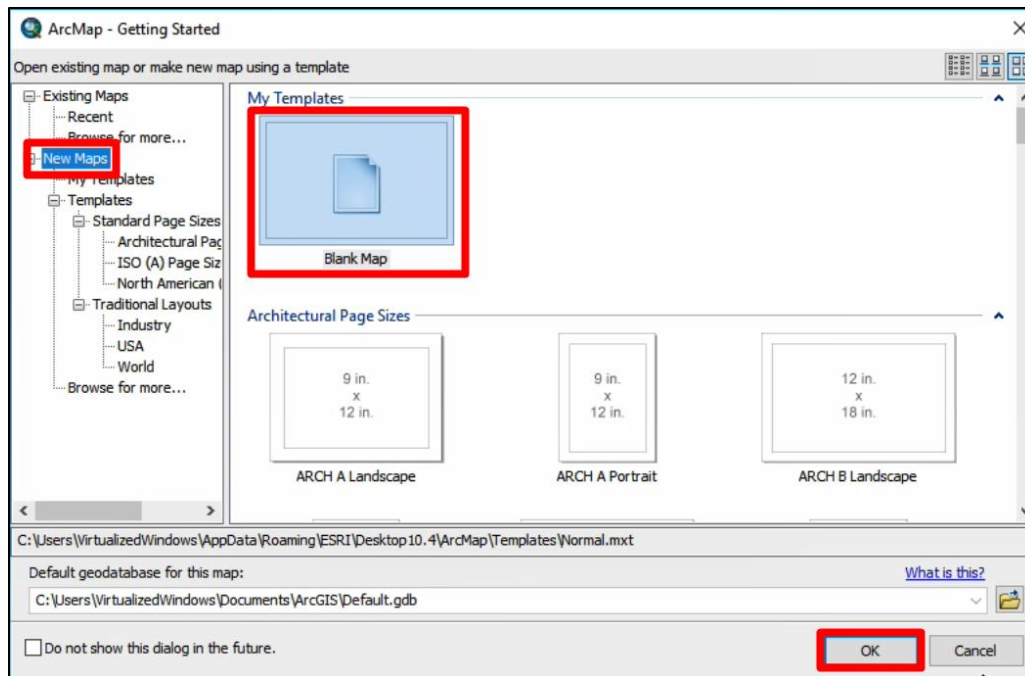 ArcMap - Getting Started
Open existing map or make new map using a template
Existing Maps
Recent
Browse for more...
New Maps
My Templates
Templates
Standard Page Sizes
Architectural Pag
ISO (A) Page Siz
North American (
Traditional Layouts
Industry
USA
World
Browse for more...
My Templates
Blank Map
Architectural Page Sizes
9 in.
x
12 in.
ARCH A Landscape
9 in.
x
12 in.
ARCH A Portrait
12 in.
x
18 in.
ARCH B Landscape
C:\Users\VirtualizedWindows\AppData\Roaming\ESRI\Desktop10.4\ArcMap\Templates\Normal.mxt
Default geodatabase for this map:
What is this?
C:\Users\VirtualizedWindows\Documents\ArcGIS\Default.gdb
Do not show this dialog in the future.
OK
Cancel